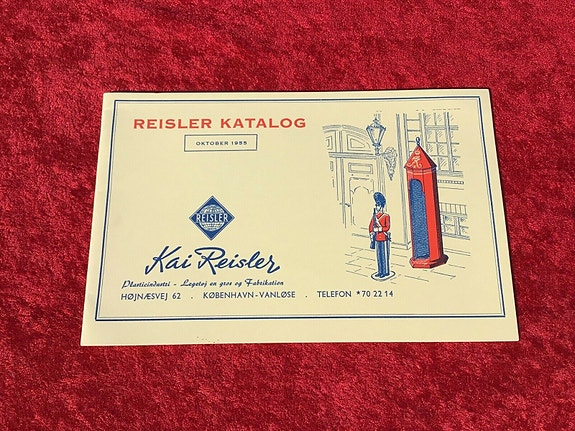 REISLER KATALOG
OKTOBER 1955
REISLER
Kai Reisler
Plasticindustri - Legetøj en gros og Fabrikation
HØJNÆSVEJ 62 . KØBENHAVN-VANLØSE . TELEFON *70 22 14